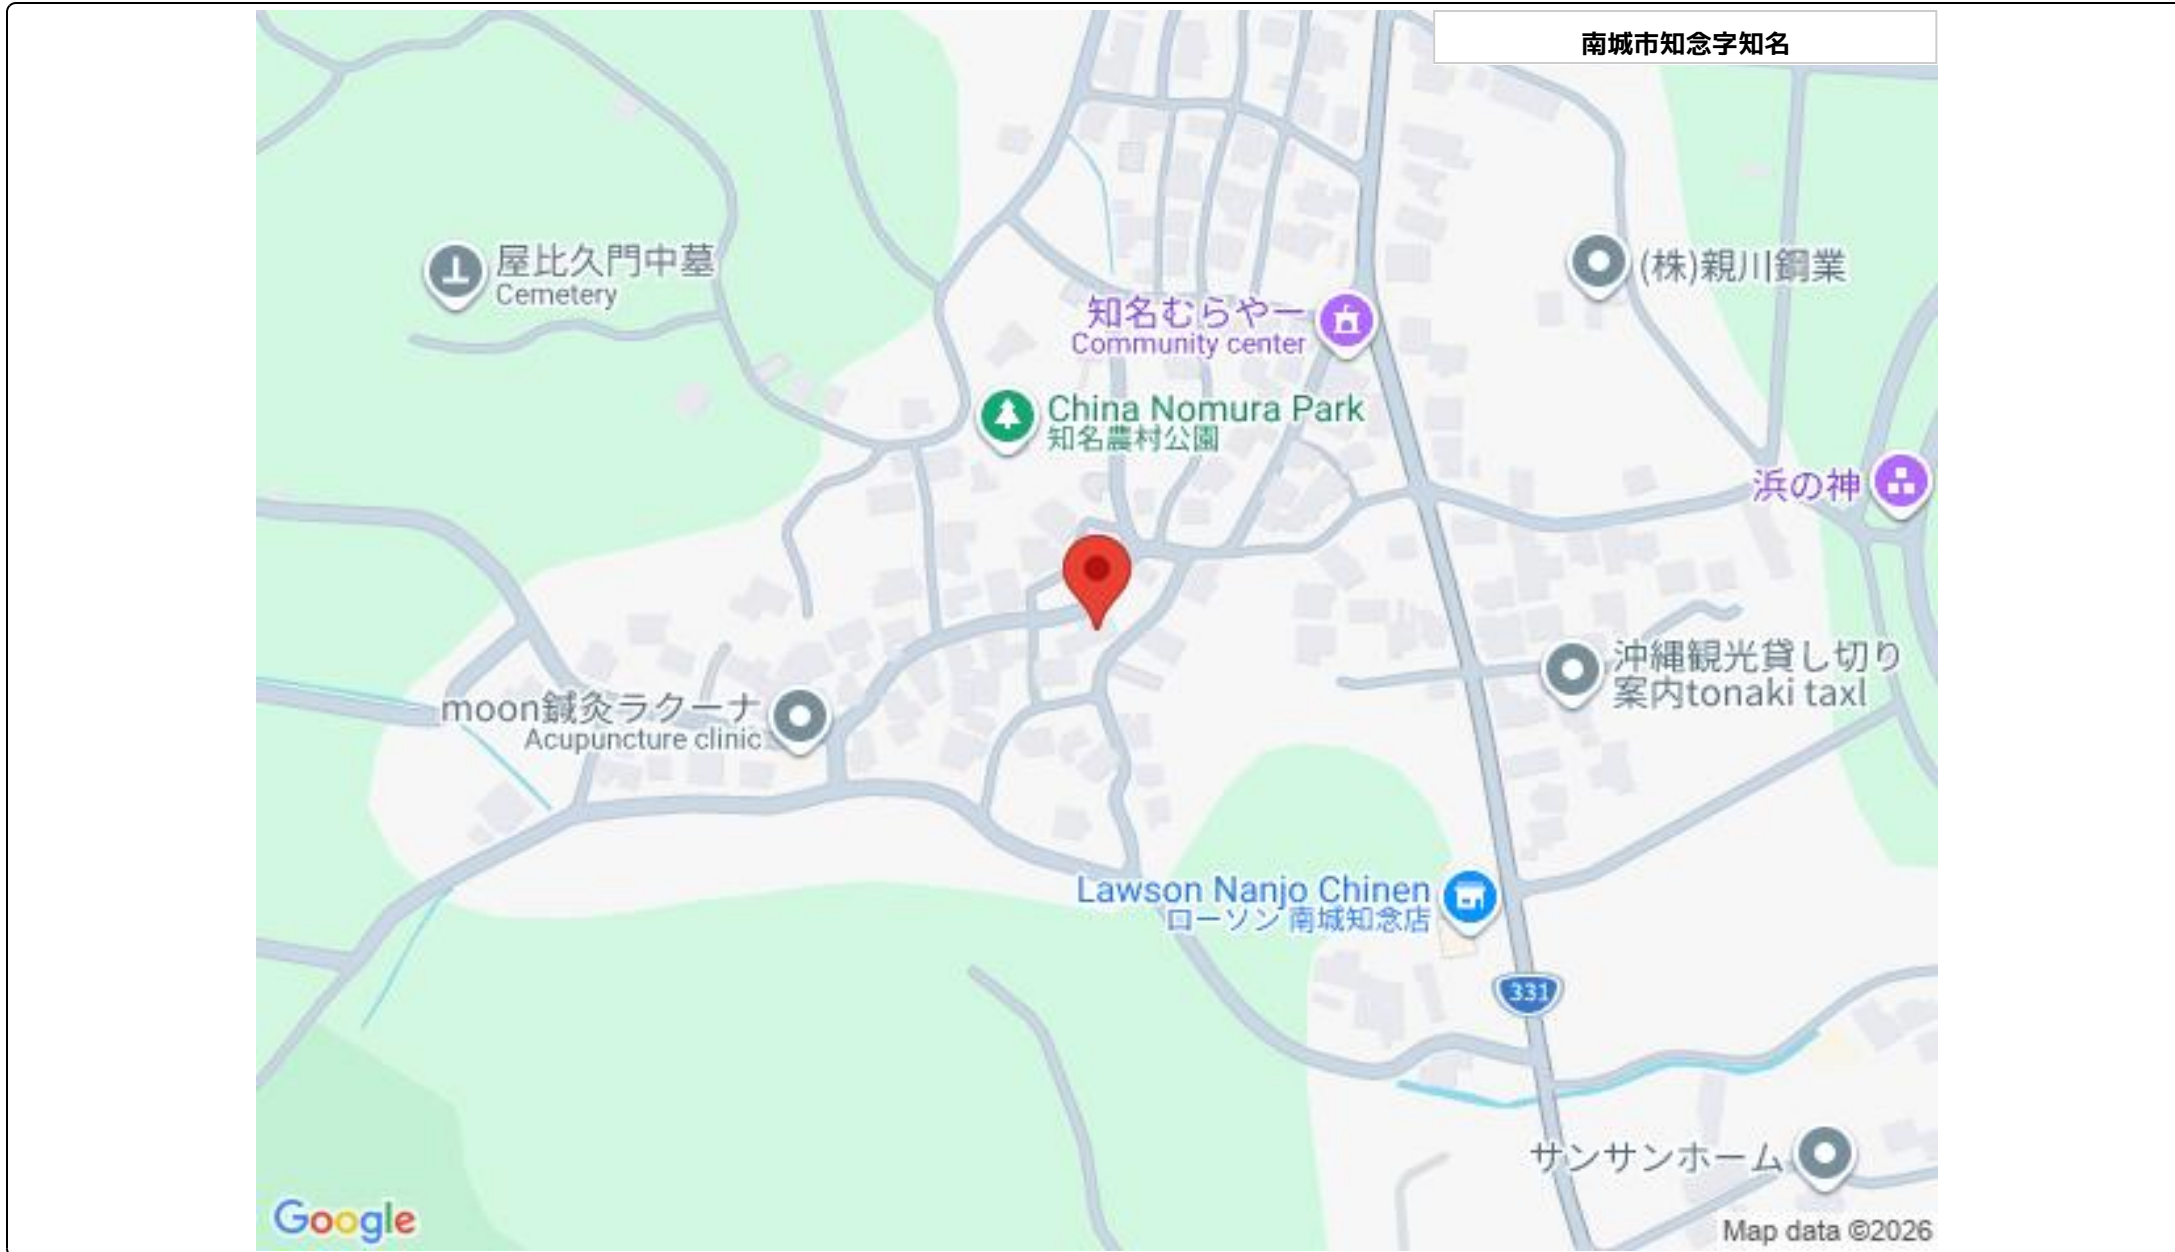 南城市知念字知名
屋比久門中墓
Cemetery
(株)親川鋼業
知名むらやー
Community center
China Nomura Park
知名農村公園
浜の神
沖縄観光貸し切り
案内tonaki taxl
moon鍼灸ラクーナ
Acupuncture clinic
Lawson Nanjo Chinen
ローソン 南城知念店
331
サンサンホーム
Google
Map data ©2026